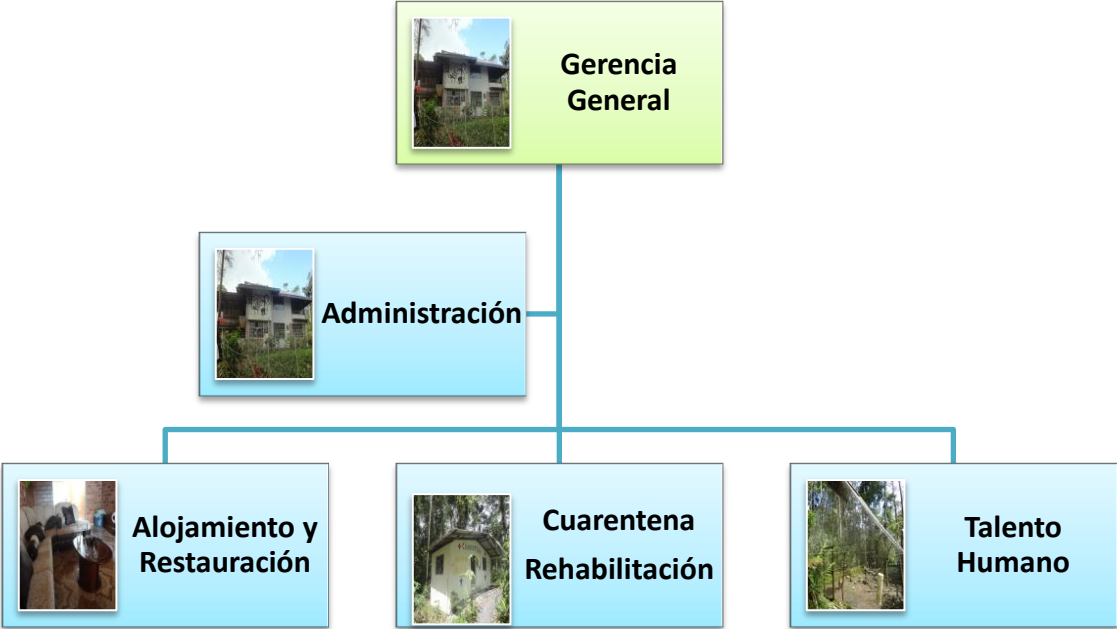 Gerencia
General
Administración
Alojamiento y
Restauración
Cuarentena
Rehabilitación
Talento
Humano